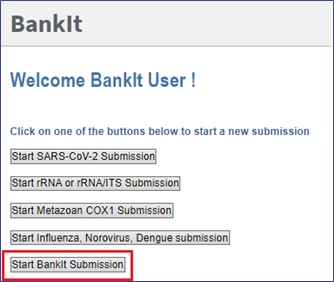 BankIt
Welcome BankIt User !
Click on one of the buttons below to start a new submission
Start SARS-CoV-2 Submission
Start rRNA or rRNA/ITS Submission
Start Metazoan COX1 Submission
Start Influenza, Norovirus, Dengue submission
Start BankIt Submission